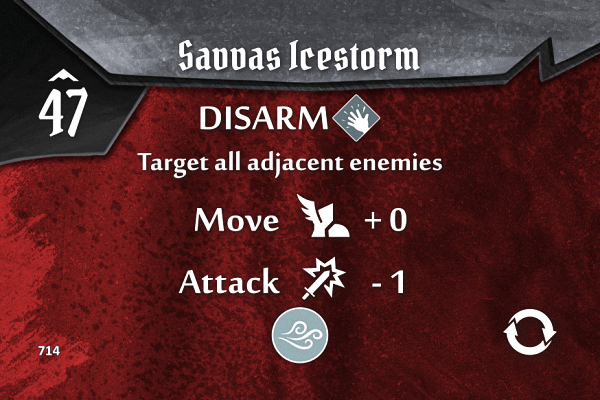 Savvas Icestorm
47
DISARM
Target all adjacent enemies
Move + 0
Attack - 1
714